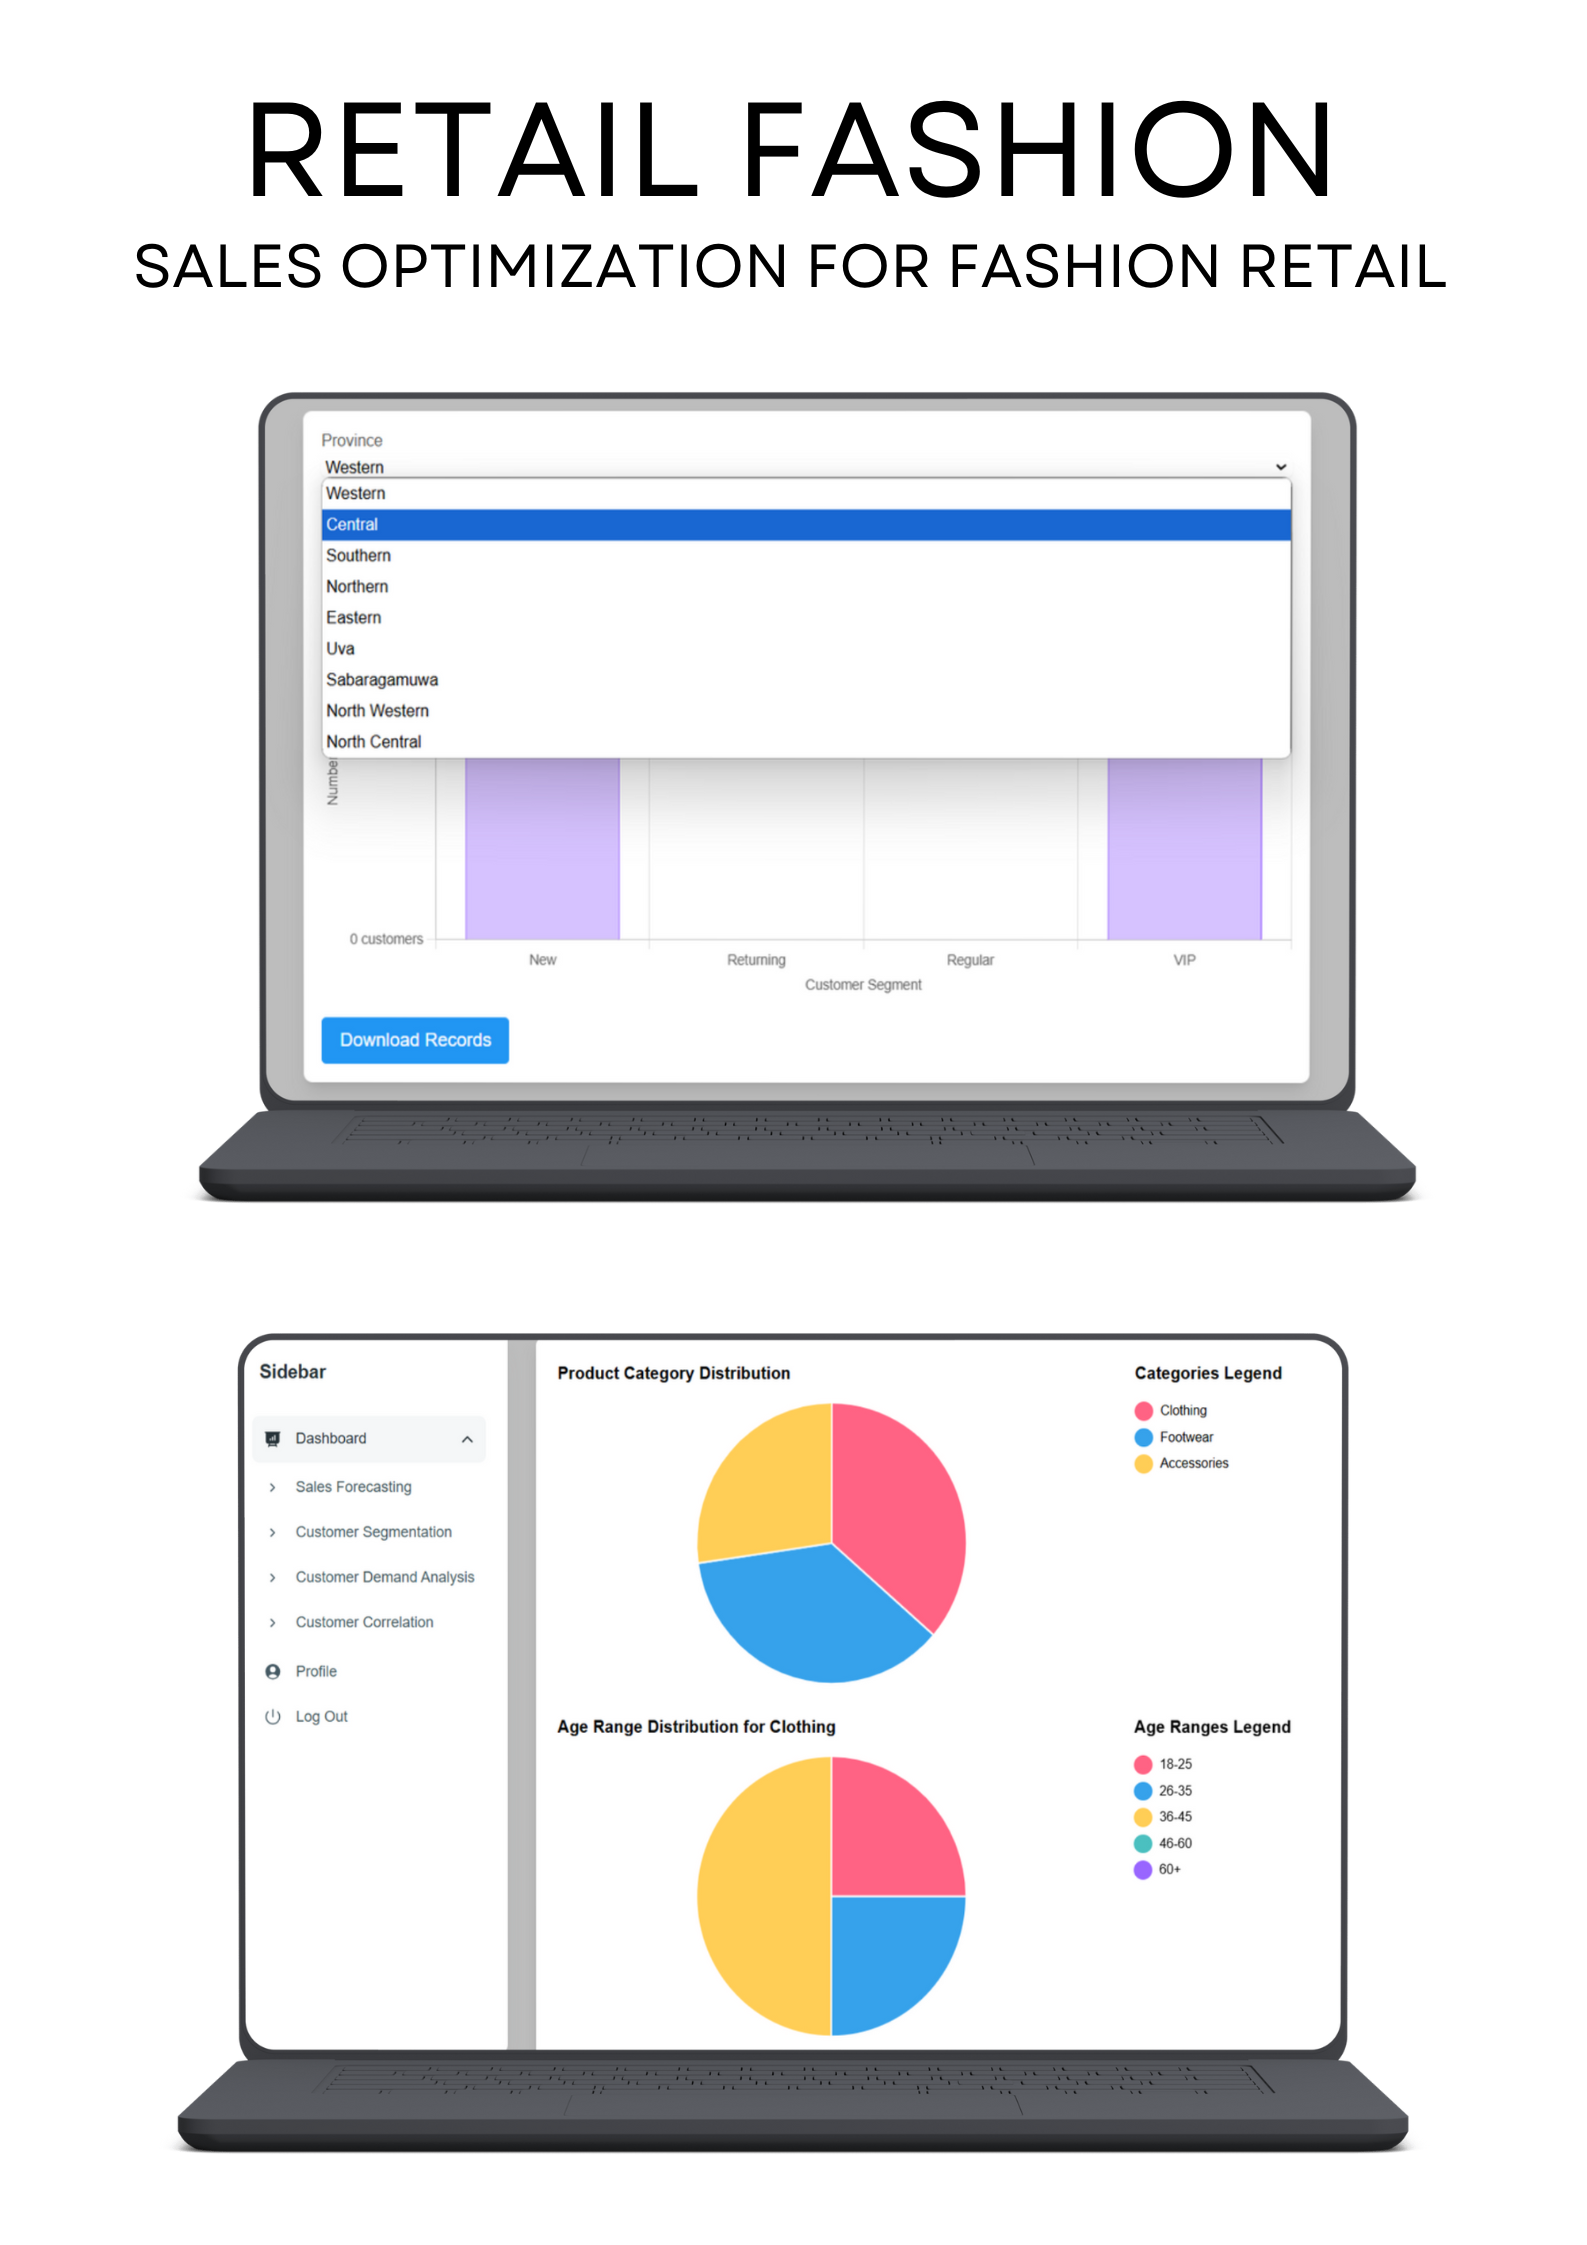 RETAIL FASHION
SALES OPTIMIZATION FOR FASHION RETAIL
Province
Western
Western
Central
Southern
Northern
Eastern
Uva
Sabaragamuwa
North Western
North Central
Number
0 customers
New
Returning
Regular
VIP
Customer Segment
Download Records
Sidebar
Dashboard
Sales Forecasting
Customer Segmentation
Customer Demand Analysis
Customer Correlation
Profile
Log Out
Product Category Distribution
Categories Legend
Clothing
Footwear
Accessories
Age Range Distribution for Clothing
Age Ranges Legend
18-25
26-35
36-45
46-60
60+